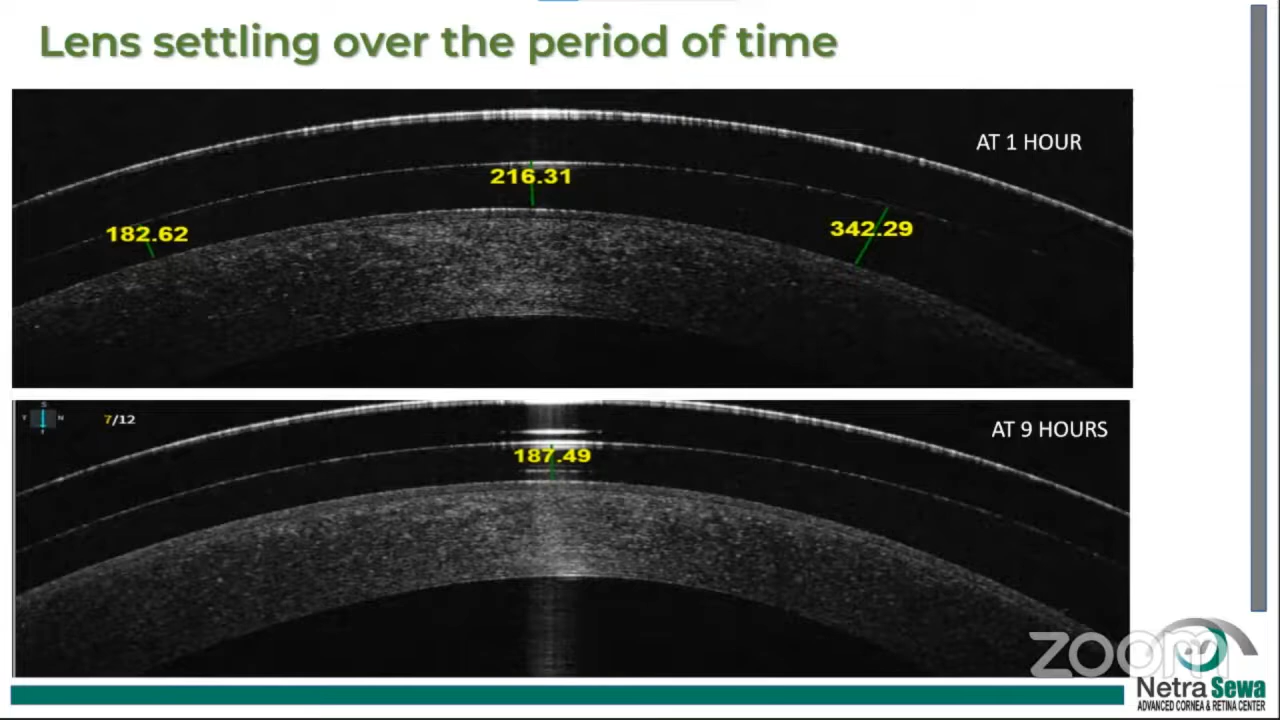 Lens settling over the period of time
AT 1 HOUR
216.31
182.62
342.29
S
T N
I
7/12
AT 9 HOURS
187.49
zoom
Netra Sewa
ADVANCED CORNEA & RETINA CENTER